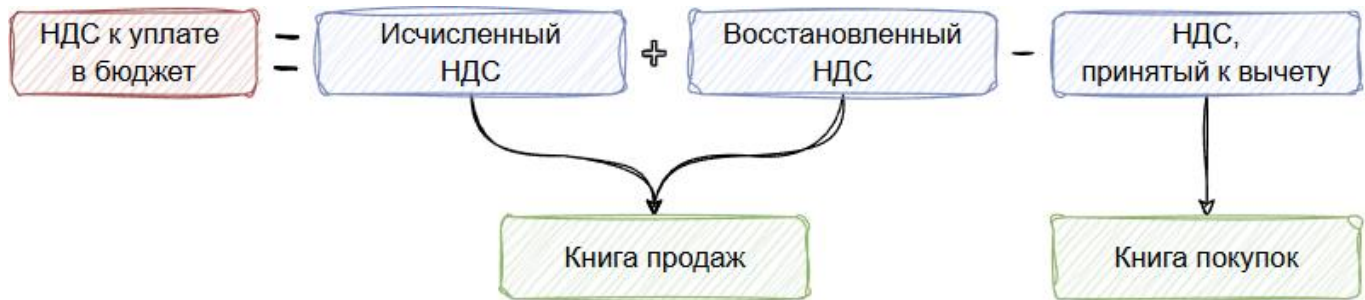 НДС к уплате
в бюджет
=
Исчисленный
НДС
+
Восстановленный
НДС
-
НДС,
принятый к вычету
Книга продаж
Книга покупок